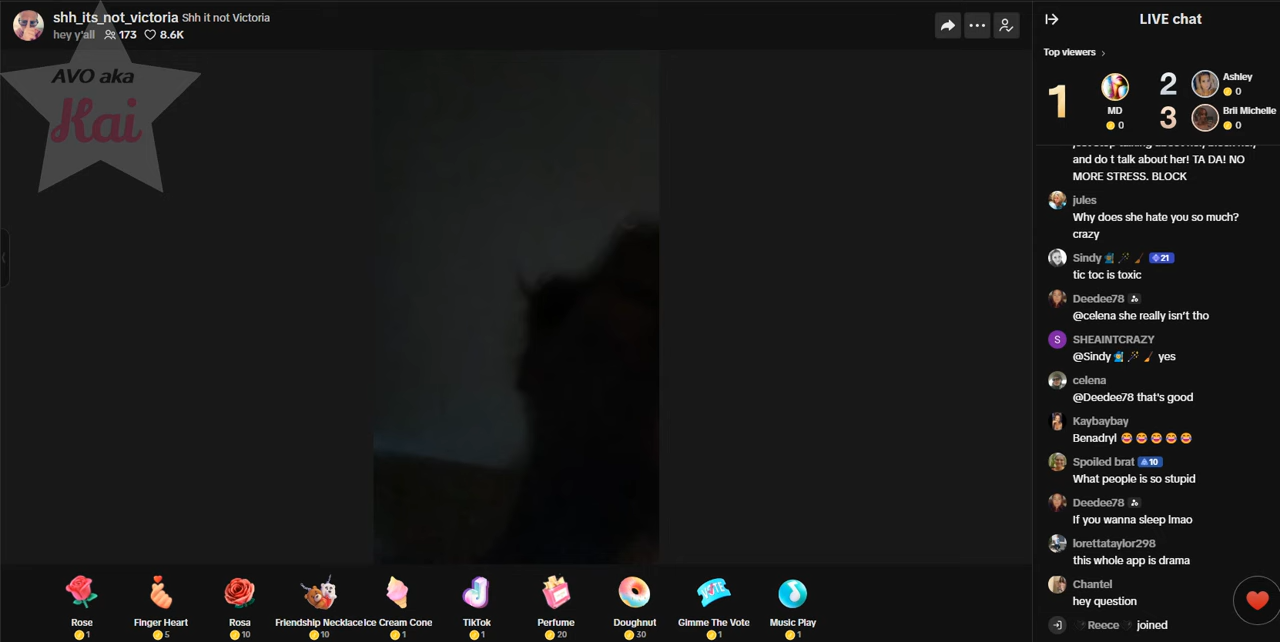 shh_its_not_victoria Shh it not Victoria
hey y'all 173 8.6K
AVO aka
Kai
LIVE chat
Top viewers
1
MD
0
2
Ashley
0
3
Bril Michelle
0
and do t talk about her! TA DA! NO
MORE STRESS. BLOCK
jules
Why does she hate you so much?
crazy
Sindy 21
tic toc is toxic
Deedee78
@celena she really isn't tho
SHEAINTCRAZY
S
@Sindy yes
celena
@Deedee78 that's good
Kaybaybay
Benadryl
Spoiled brat 10
What people is so stupid
Deedee78
If you wanna sleep lmao
lorettataylor298
this whole app is drama
Chantel
hey question
Reece joined
Rose
1
Finger Heart
5
Rosa
10
Friendship Necklace
10
Ice Cream Cone
1
TikTok
1
Perfume
20
Doughnut
30
VOTE
Gimme The Vote
1
Music Play
1